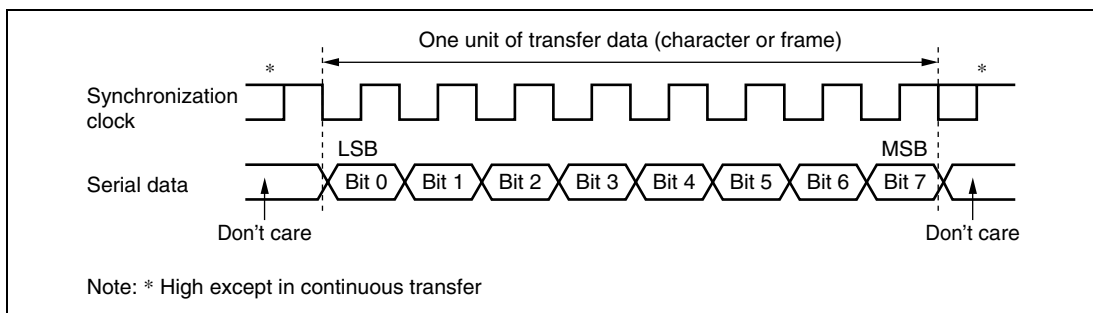 One unit of transfer data (character or frame)
* *
Synchronization
clock
LSB MSB
Serial data Bit 0 Bit 1 Bit 2 Bit 3 Bit 4 Bit 5 Bit 6 Bit 7
Don't care Don't care
Note: * High except in continuous transfer